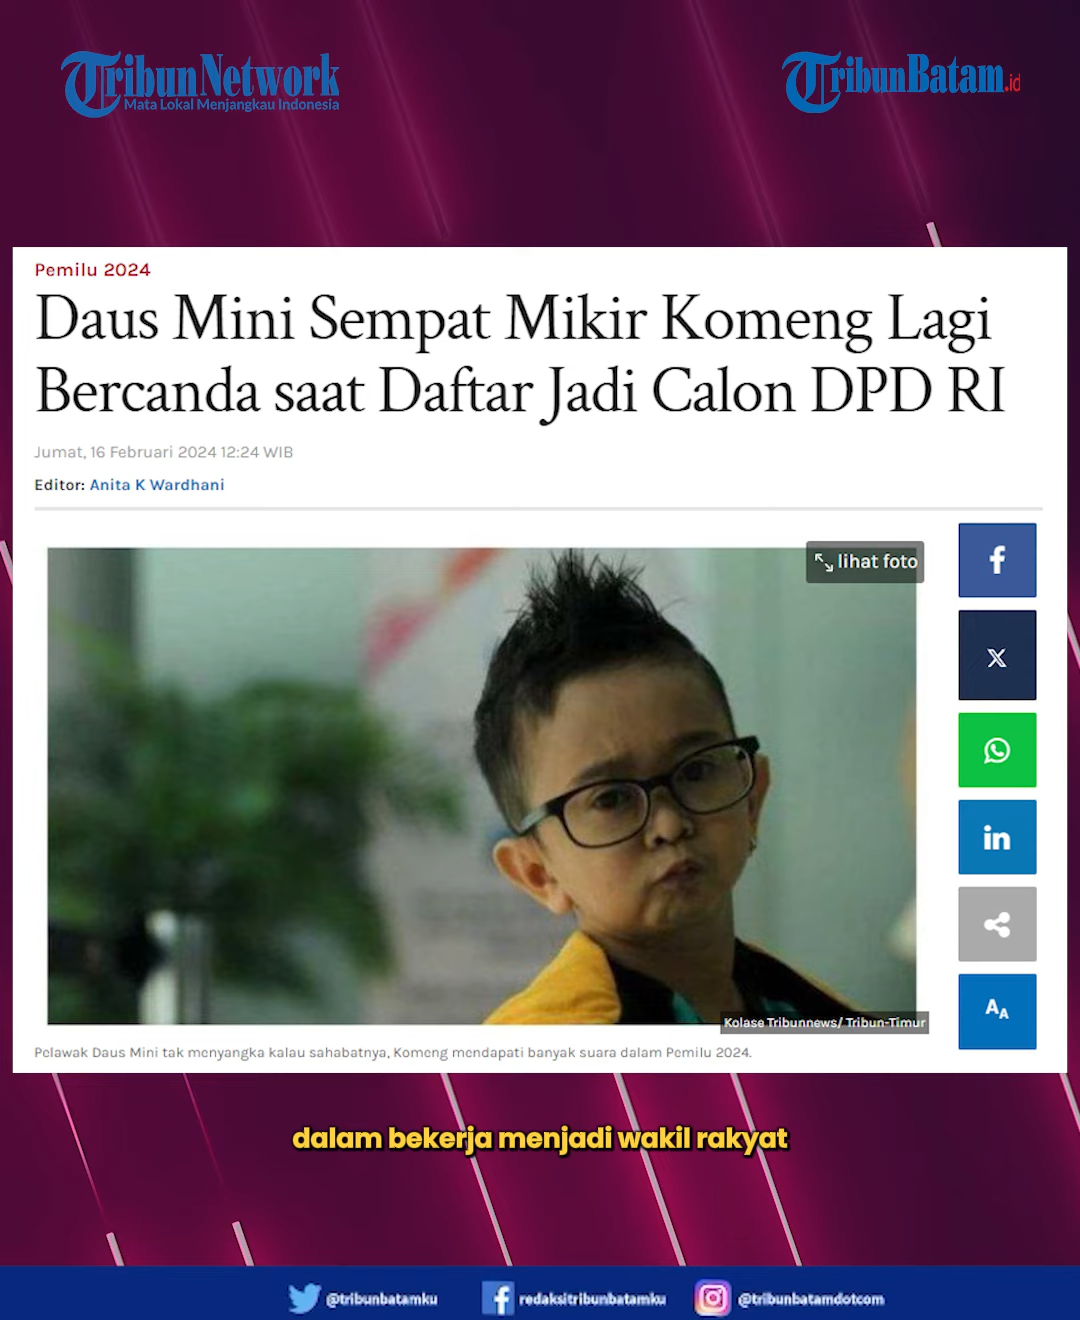 TribunNetwork
Mata Lokal Menjangkau Indonesia
TribunBatam.id
Pemilu 2024
Daus Mini Sempat Mikir Komeng Lagi
Bercanda saat Daftar Jadi Calon DPD RI
Jumat, 16 Februari 2024 12:24 WIB
Editor: Anita K Wardhani
lihat foto
Kolase Tribunnews/ Tribun-Timur
Pelawak Daus Mini tak menyangka kalau sahabatnya, Komeng mendapati banyak suara dalam Pemilu 2024.
AA
dalam bekerja menjadi wakil rakyat
@tribunbatamku redaksitribunbatamku @tribunbatamdotcom